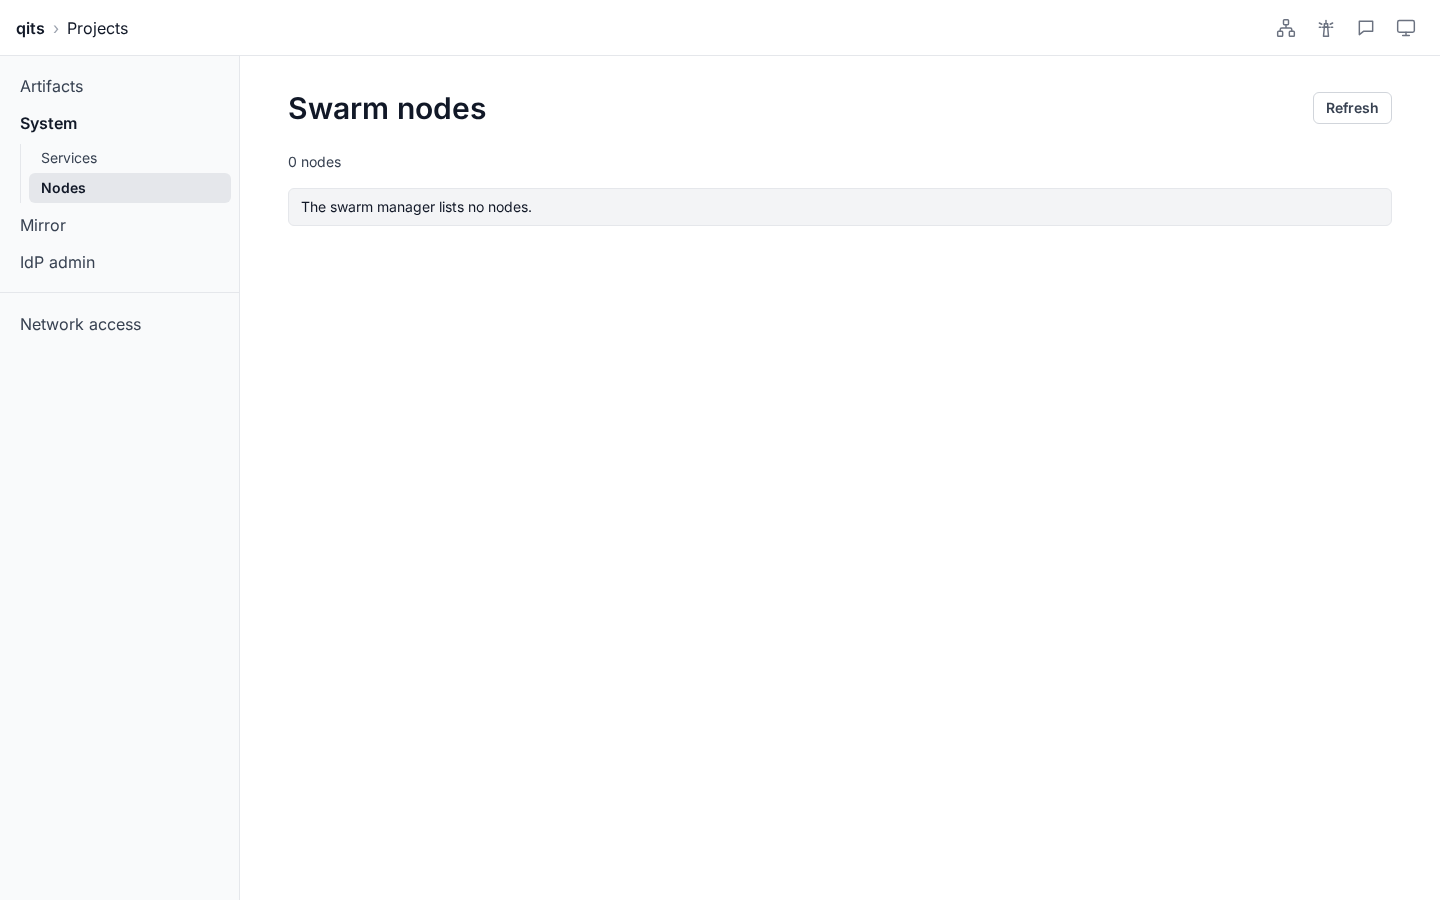 qits › Projects
Artifacts
System
Services
Nodes
Mirror
IdP admin
Network access
Swarm nodes
Refresh
0 nodes
The swarm manager lists no nodes.